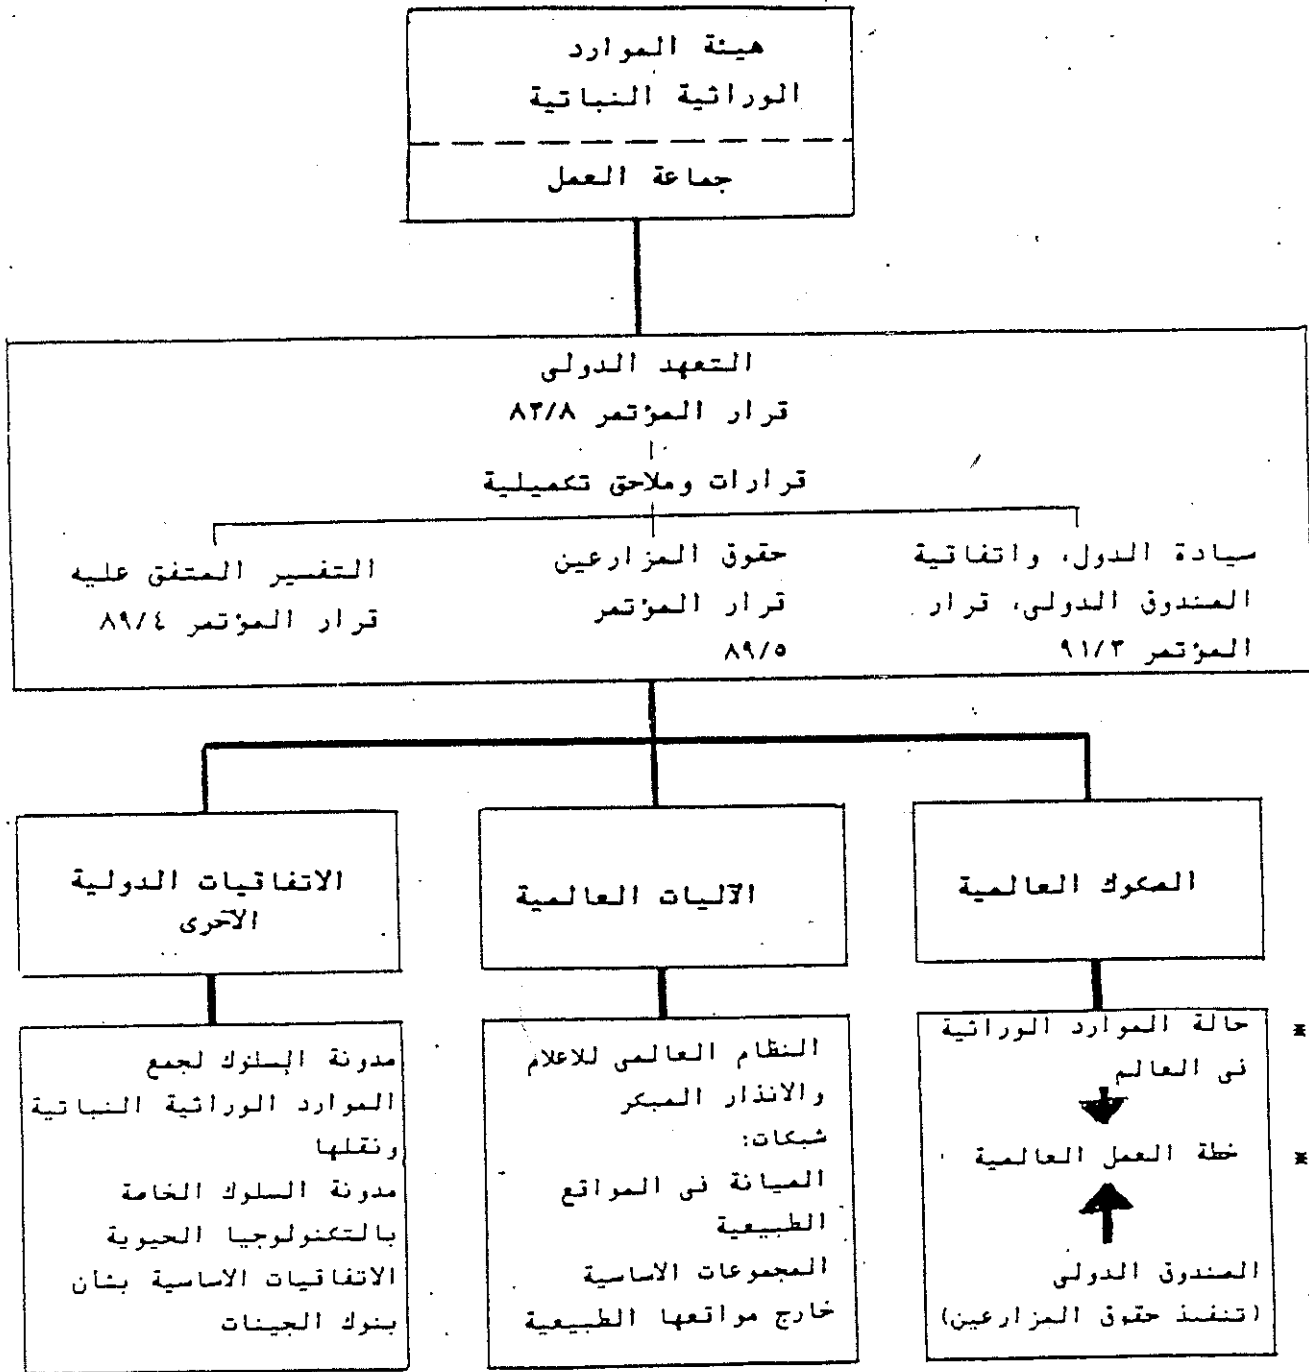 هيئة الموارد
الوراثية النباتية
جماعة العمل
التعهد الدولى
قرار المؤتمر ٨٣/٨
قرارات وملاحق تكميلية
سيادة الدول، واتفاقية
الصندوق الدولى، قرار
المؤتمر ٩١/٣
حقوق المزارعين
قرار المؤتمر
٨٩/٥
التفسير المتفق عليه
قرار المؤتمر ٨٩/٤
الصكوك العالمية
الآليات العالمية
الاتفاقيات الدولية
الآخرى
* حالة الموارد الوراثية
فى العالم
* خطة العمل العالمية
الصندوق الدولى
(تنفيذ حقوق المزارعين)
النظام العالمى للاعلام
والانذار المبكر
شبكات:
الصيانة فى المواقع
الطبيعية
المجموعات الاساسية
خارج مواقعها الطبيعية
مدونة السلوك لجمع
الموارد الوراثية النباتية
ونقلها
مدونة السلوك الخاصة
بالتكنولوجيا الحيوية
الاتفاقيات الاساسية بشأن
بنوك الجينات